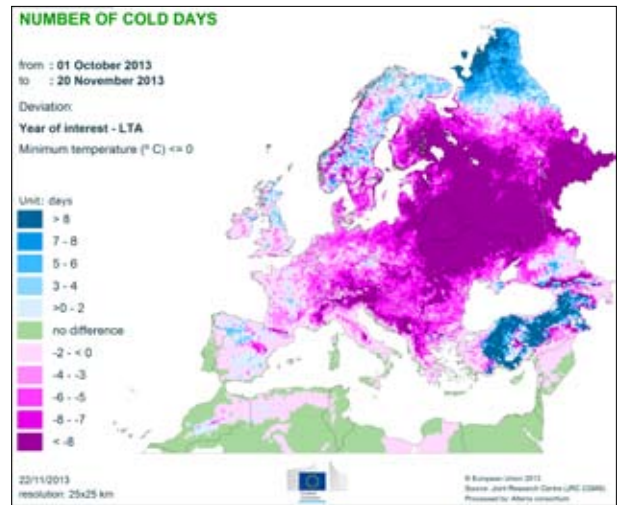 NUMBER OF COLD DAYS
from : 01 October 2013
to : 20 November 2013
Deviation:
Year of interest - LTA
Minimum temperature (º C) <= 0
Unit: days
> 8
7 - 8
5 - 6
3 - 4
>0 - 2
no difference
-2 - < 0
-4 - -3
-6 - -5
-8 - -7
< -8
22/11/2013
resolution: 25x25 km
© European Union 2013
Source: Joint Research Centre (JRC
Processed by: Alterra consortium